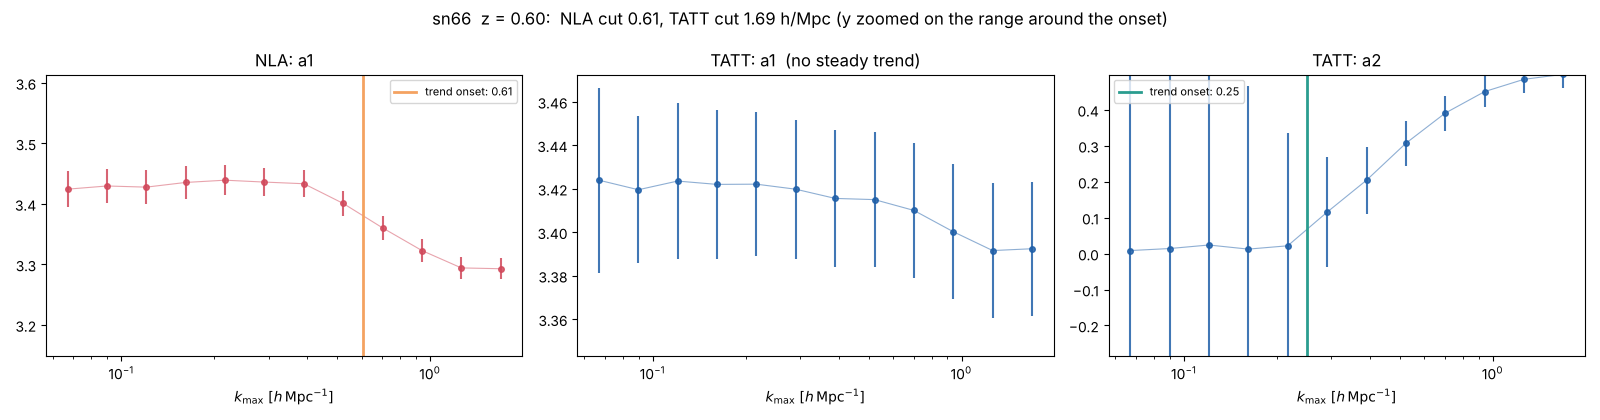 sn66  z = 0.60:  NLA cut 0.61, TATT cut 1.69 h/Mpc (y zoomed on the range around the onset)
NLA: a1
3.6
3.5
3.4
3.3
3.2
trend onset: 0.61
10⁻¹
10⁰
k_max [h Mpc⁻¹]
TATT: a1  (no steady trend)
3.46
3.44
3.42
3.40
3.38
3.36
10⁻¹
10⁰
k_max [h Mpc⁻¹]
TATT: a2
0.4
0.3
0.2
0.1
0.0
−0.1
−0.2
trend onset: 0.25
10⁻¹
10⁰
k_max [h Mpc⁻¹]